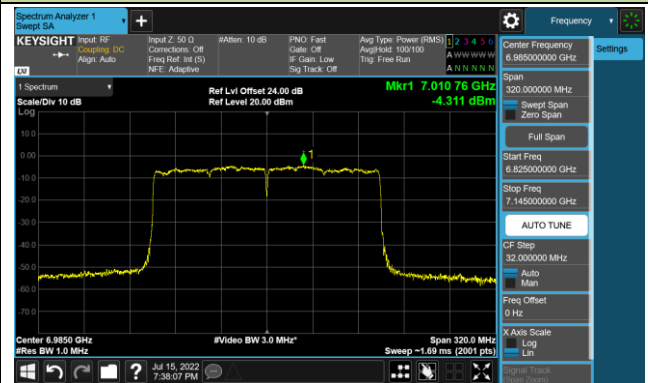 Spectrum Analyzer 1
Swept SA
+
Frequency
KEYSIGHT
Input: RF
Coupling: DC
Align: Auto
Input Z: 50 Ω
Corrections: Off
Freq Ref: Int (S)
NFE: Adaptive
#Atten: 10 dB
PNO: Fast
Gate: Off
IF Gain: Low
Sig Track: Off
Avg Type: Power (RMS)
Avg|Hold: 100/100
Trig: Free Run
1 2 3 4 5 6
A W W W W W
A N N N N N
LXI
1 Spectrum
Scale/Div 10 dB
Log
Ref Lvl Offset 24.00 dB
Ref Level 20.00 dBm
Mkr1 7.010 76 GHz
-4.311 dBm
10.0
0.00
-10.0
-20.0
-30.0
-40.0
-50.0
-60.0
-70.0
1
Center 6.9850 GHz
#Res BW 1.0 MHz
#Video BW 3.0 MHz*
Span 320.0 MHz
Sweep ~1.69 ms (2001 pts)
Jul 15, 2022
7:38:07 PM
?
Center Frequency
6.985000000 GHz
Settings
Span
320.000000 MHz
Swept Span
Zero Span
Full Span
Start Freq
6.825000000 GHz
Stop Freq
7.145000000 GHz
AUTO TUNE
CF Step
32.000000 MHz
Auto
Man
Freq Offset
0 Hz
X Axis Scale
Log
Lin
Signal Track
(Span Zoom)